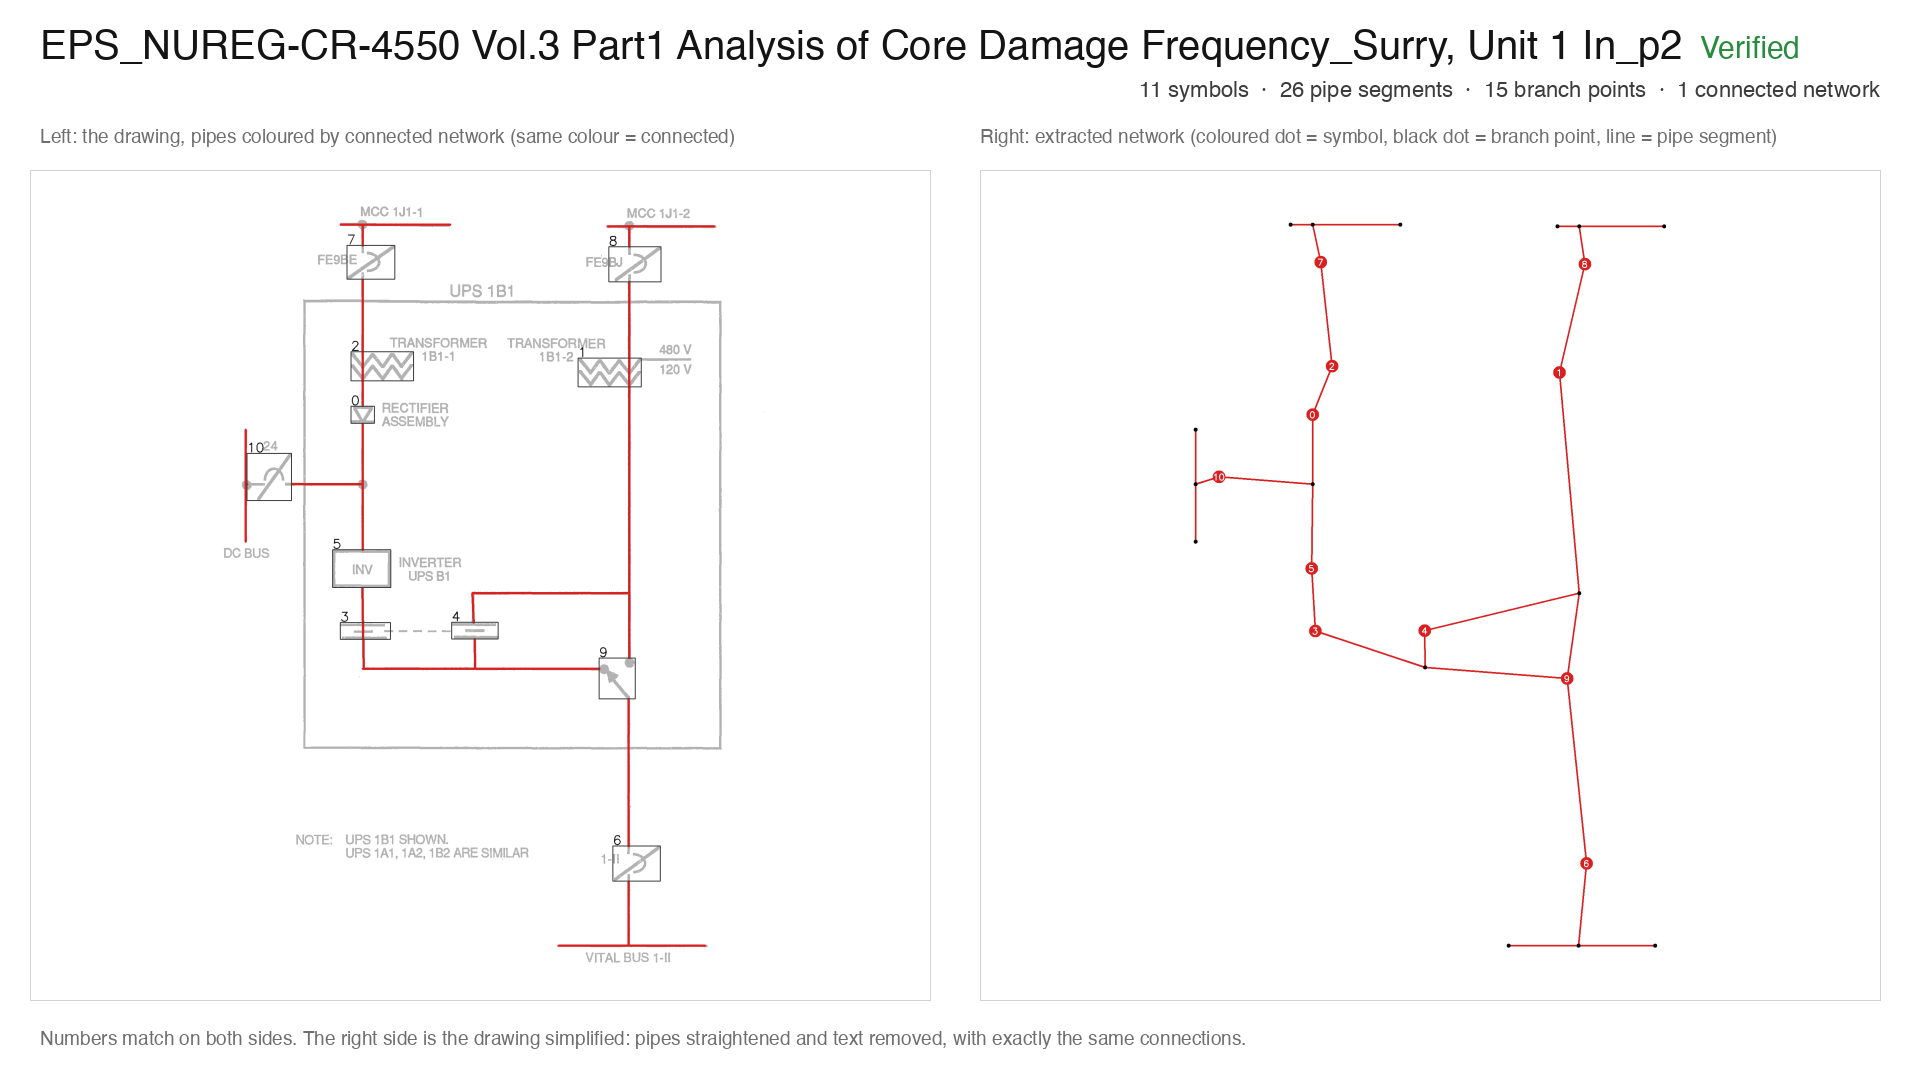 EPS_NUREG-CR-4550 Vol.3 Part1 Analysis of Core Damage Frequency_Surry, Unit 1 In_p2 Verified
11 symbols · 26 pipe segments · 15 branch points · 1 connected network
Left: the drawing, pipes coloured by connected network (same colour = connected)
Right: extracted network (coloured dot = symbol, black dot = branch point, line = pipe segment)
MCC 1J1-1
MCC 1J1-2
7
8
FE9BE
FE9BJ
UPS 1B1
2
TRANSFORMER
1B1-1
TRANSFORMER
1B1-2
1
480 V
120 V
0
RECTIFIER
ASSEMBLY
10
24
DC BUS
5
INV
INVERTER
UPS B1
3
4
9
NOTE: UPS 1B1 SHOWN.
UPS 1A1, 1A2, 1B2 ARE SIMILAR
6
1-II
VITAL BUS 1-II
7
8
2
1
0
10
5
3
4
9
6
Numbers match on both sides. The right side is the drawing simplified: pipes straightened and text removed, with exactly the same connections.